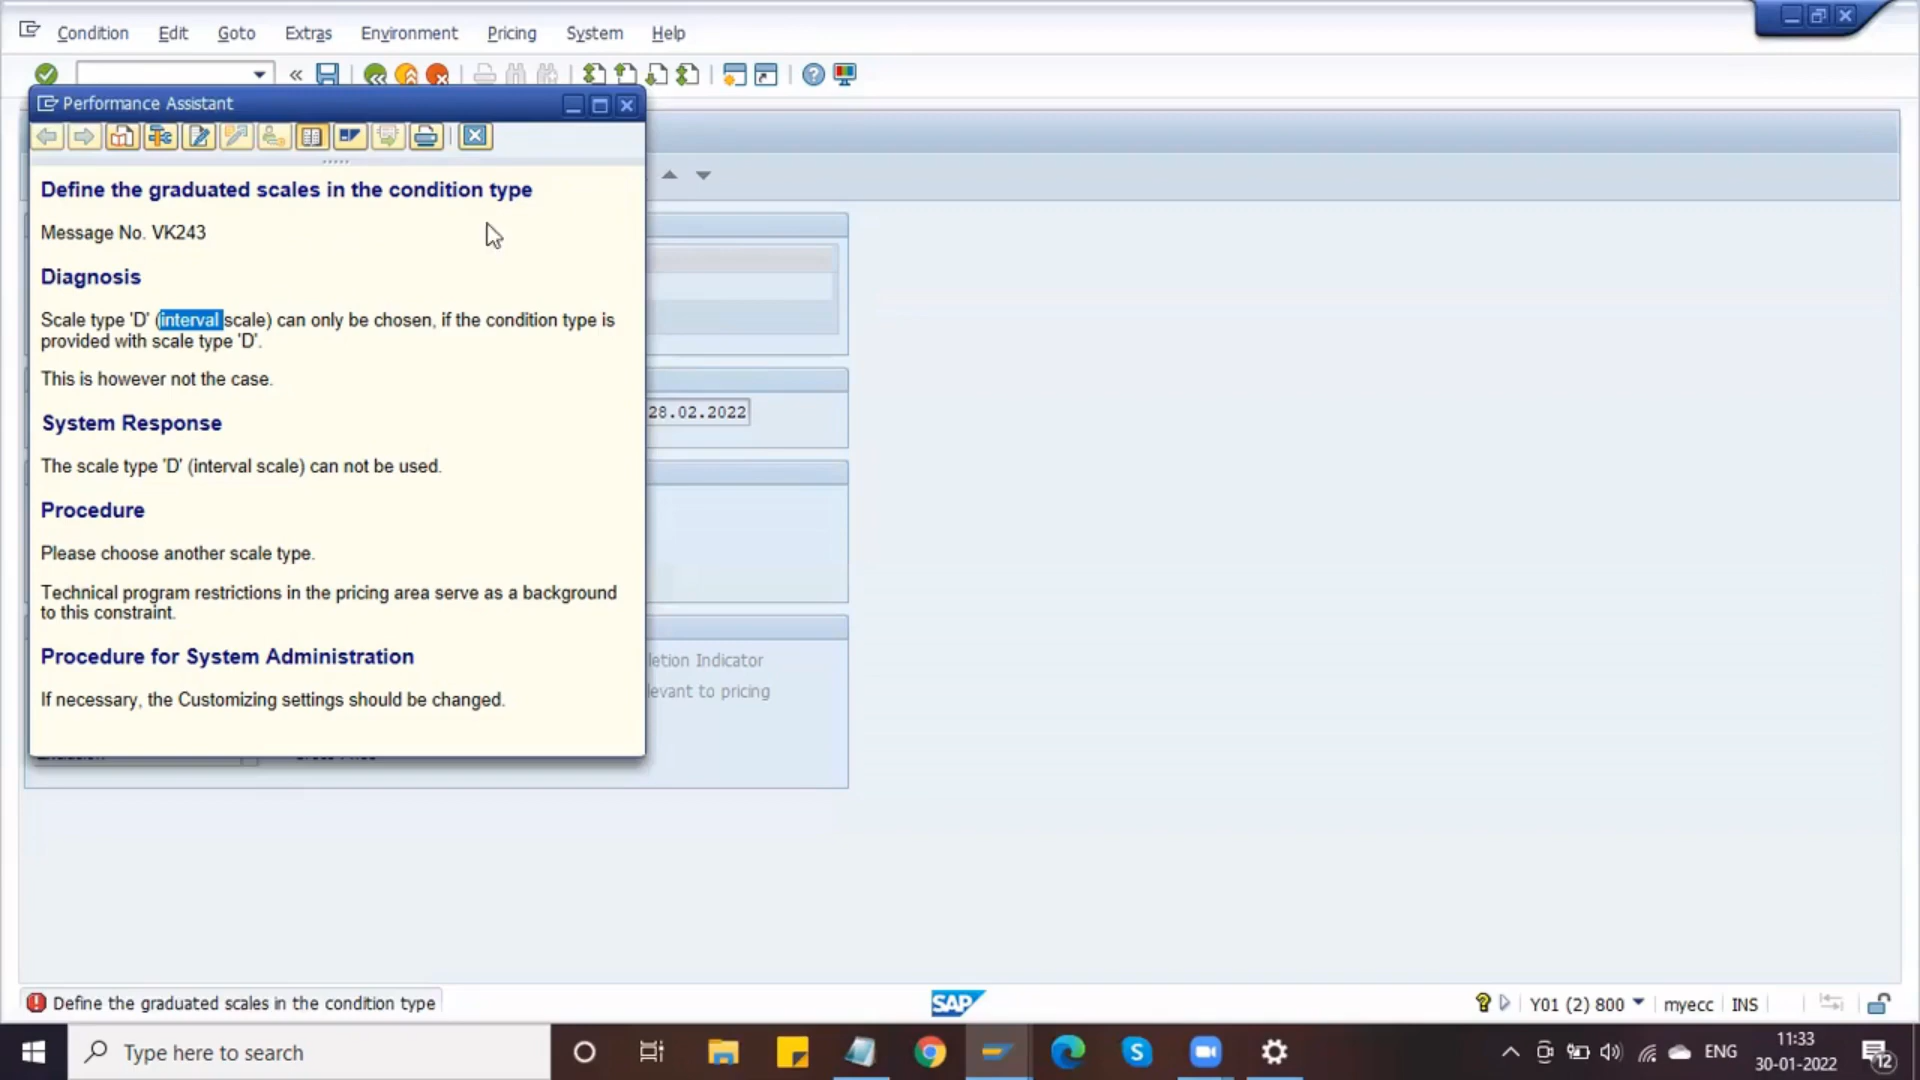 Condition Edit Goto Extras Environment Pricing System Help
Performance Assistant
Define the graduated scales in the condition type
Message No. VK243
Diagnosis
Scale type 'D' (interval scale) can only be chosen, if the condition type is
provided with scale type 'D'.
This is however not the case.
28.02.2022
System Response
The scale type 'D' (interval scale) can not be used.
Procedure
Please choose another scale type.
Technical program restrictions in the pricing area serve as a background
to this constraint.
Procedure for System Administration
letion Indicator
levant to pricing
If necessary, the Customizing settings should be changed.
Define the graduated scales in the condition type
SAP
Y01 (2) 800 myecc INS
Type here to search
ENG
11:33
30-01-2022
12